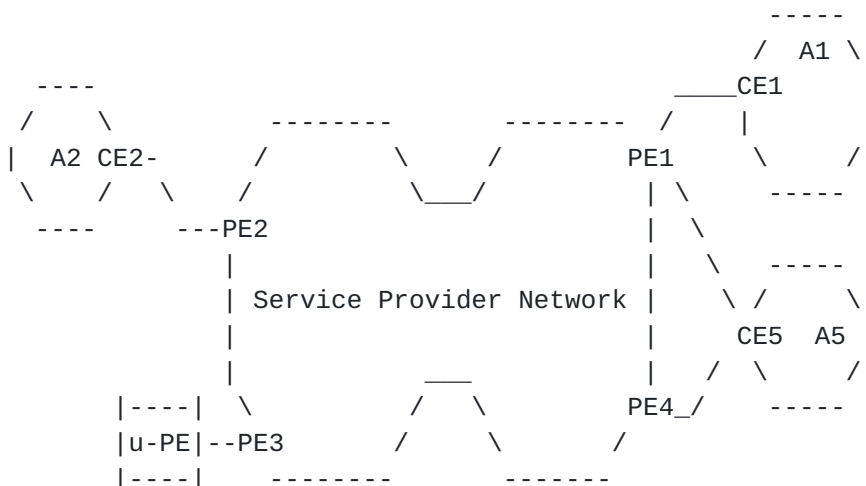 A1
CE1
A2 CE2-
PE1
---PE2
Service Provider Network
CE5 A5
PE4_/
|u-PE|--PE3